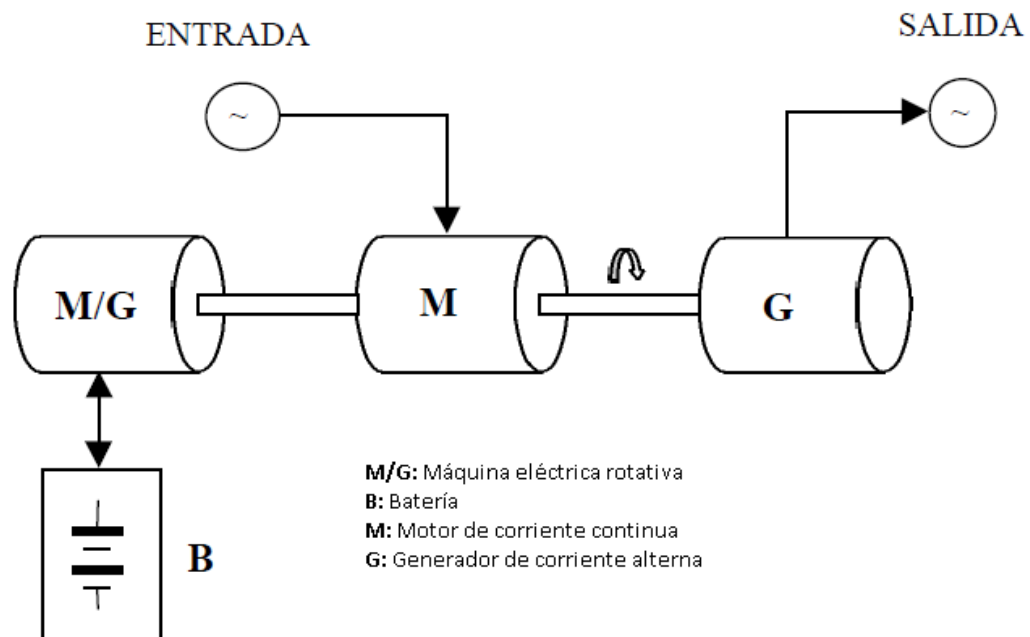 ENTRADA
SALIDA
~
~
M/G
M
G
M/G: Máquina eléctrica rotativa
B: Batería
M: Motor de corriente continua
G: Generador de corriente alterna
B